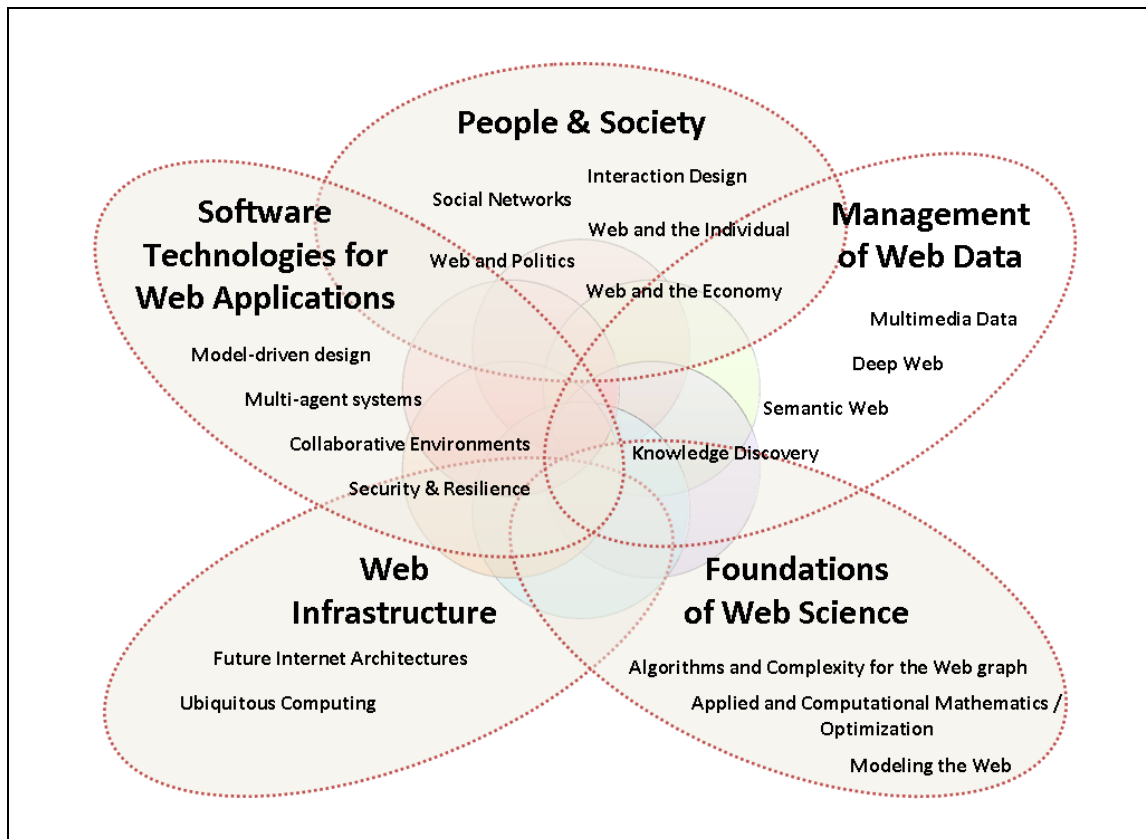 People & Society
Interaction Design
Social Networks
Web and the Individual
Web and Politics
Web and the Economy
Software
Technologies for
Web Applications
Model-driven design
Multi-agent systems
Collaborative Environments
Security & Resilience
Management
of Web Data
Multimedia Data
Deep Web
Semantic Web
Knowledge Discovery
Web
Infrastructure
Future Internet Architectures
Ubiquitous Computing
Foundations
of Web Science
Algorithms and Complexity for the Web graph
Applied and Computational Mathematics /
Optimization
Modeling the Web